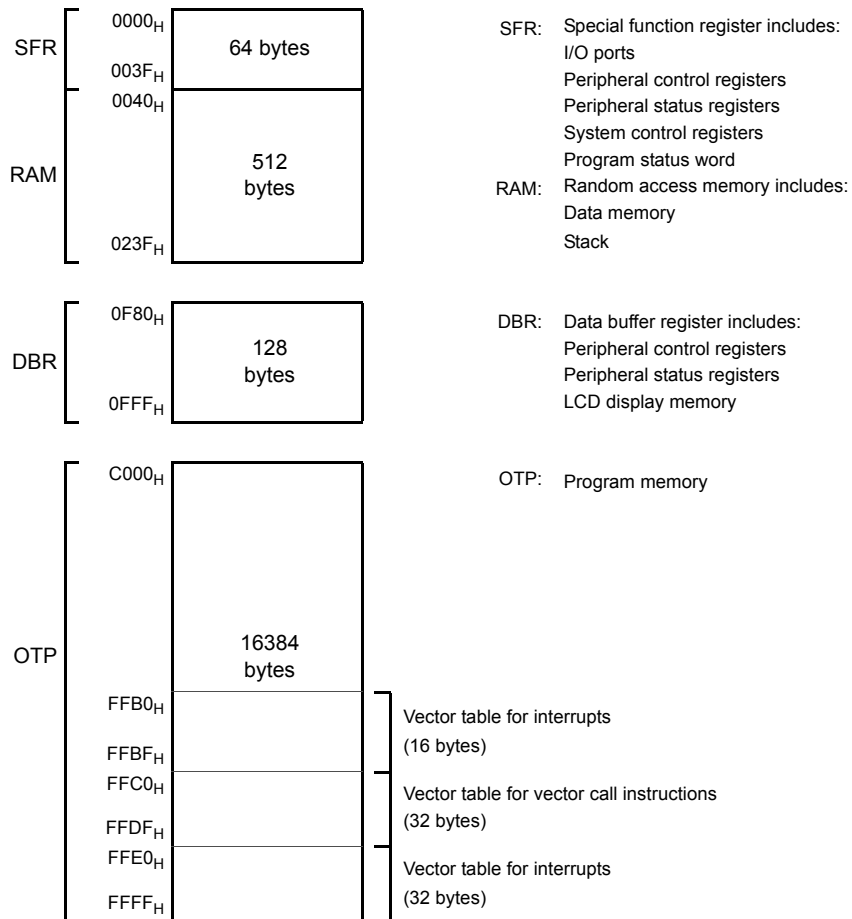 0000H
SFR
64 bytes
003FH
0040H
RAM
512
bytes
023FH
SFR: Special function register includes:
I/O ports
Peripheral control registers
Peripheral status registers
System control registers
Program status word
RAM: Random access memory includes:
Data memory
Stack
0F80H
DBR
128
bytes
0FFFH
DBR: Data buffer register includes:
Peripheral control registers
Peripheral status registers
LCD display memory
C000H
OTP: Program memory
OTP
16384
bytes
FFB0H
Vector table for interrupts
(16 bytes)
FFBFH
FFC0H
Vector table for vector call instructions
(32 bytes)
FFDFH
FFE0H
Vector table for interrupts
(32 bytes)
FFFFH